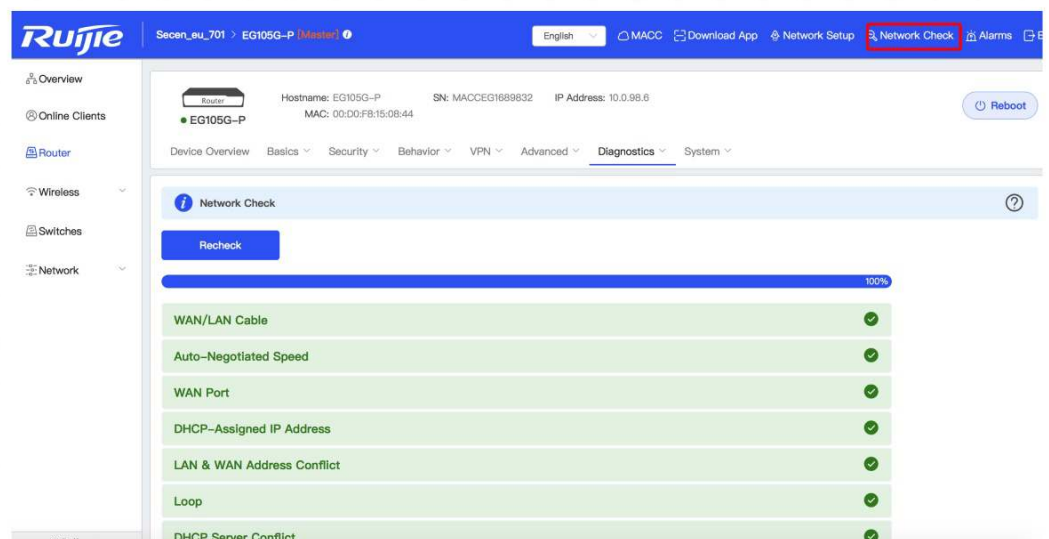 Ruijie
Secen_eu_701 > EG105G-P [Master]
English
MACC
Download App
Network Setup
Network Check
Alarms
Overview
Online Clients
Router
Wireless
Switches
Network
Router
EG105G-P
Hostname: EG105G-P SN: MACCEG1689832 IP Address: 10.0.98.6
MAC: 00:D0:F8:15:08:44
Reboot
Device Overview Basics Security Behavior VPN Advanced Diagnostics System
Network Check
Recheck
100%
WAN/LAN Cable
Auto-Negotiated Speed
WAN Port
DHCP-Assigned IP Address
LAN & WAN Address Conflict
Loop
DHCP Server Conflict